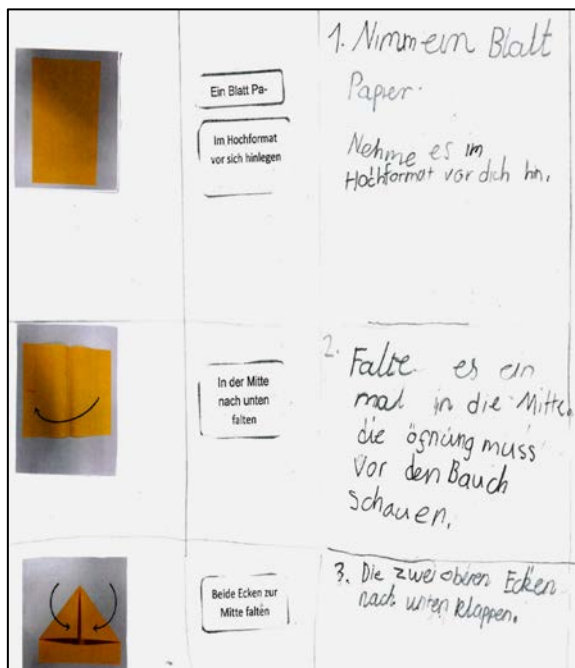 Ein Blatt Pa-
Im Hochformat
vor sich hinlegen
1. Nimm ein Blatt
Papier.
Nehme es im
Hochformat vor dich hin.
In der Mitte
nach unten
falten
2. Falte es ein
mal in die Mitte.
die öfnung muss
vor den Bauch
schauen.
Beide Ecken zur
Mitte falten
3. Die zwei oberen Ecken
nach unten klappen.